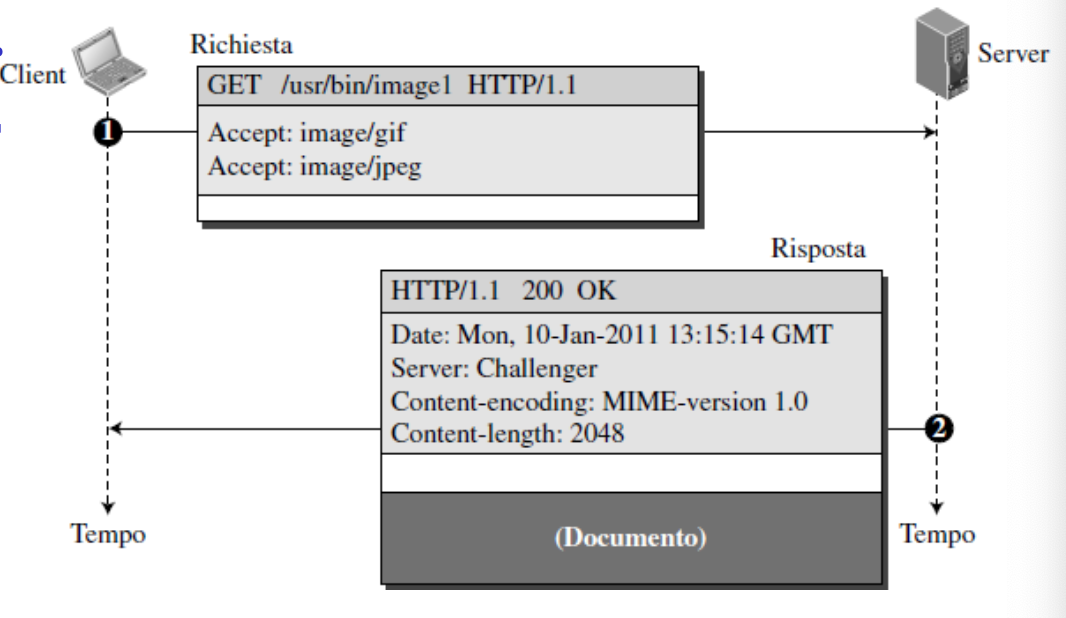 Client
Richiesta
Server
GET /usr/bin/image1 HTTP/1.1
1
Accept: image/gif
Accept: image/jpeg
Risposta
HTTP/1.1 200 OK
Date: Mon, 10-Jan-2011 13:15:14 GMT
Server: Challenger
Content-encoding: MIME-version 1.0
Content-length: 2048
2
(Documento)
Tempo
Tempo